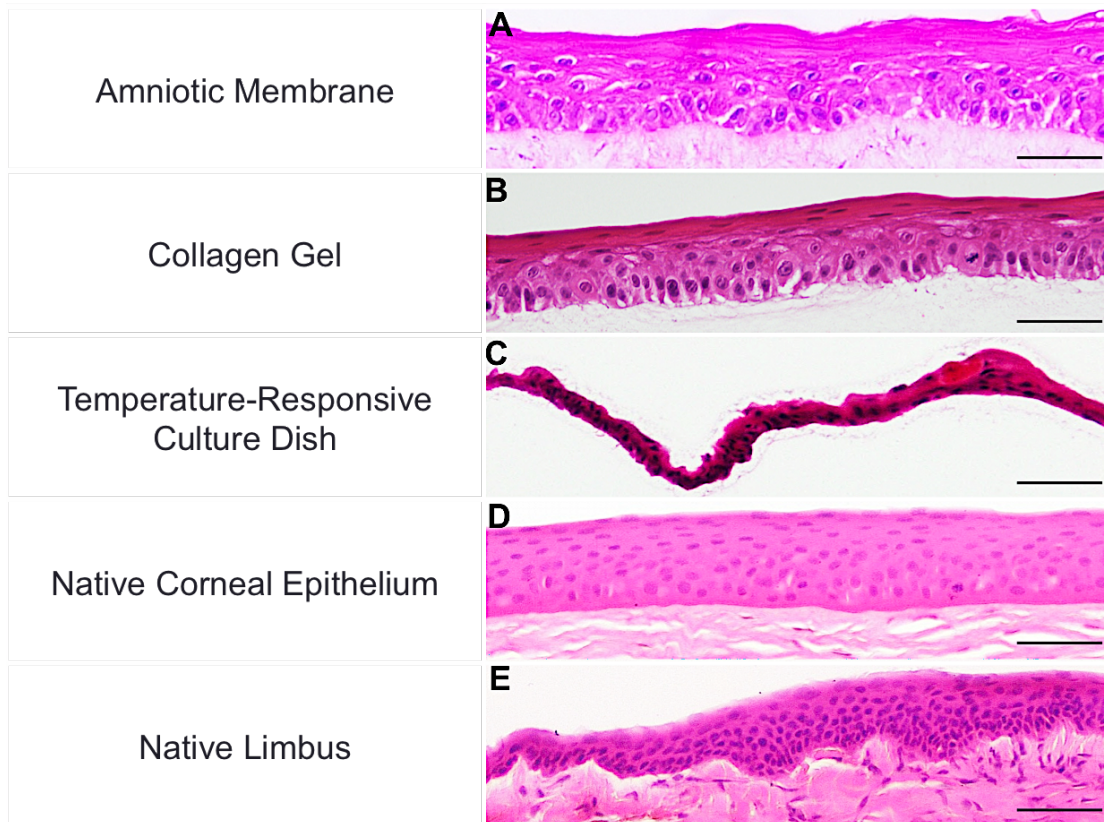 A
Amniotic Membrane
B
Collagen Gel
C
Temperature-Responsive
Culture Dish
D
Native Corneal Epithelium
E
Native Limbus